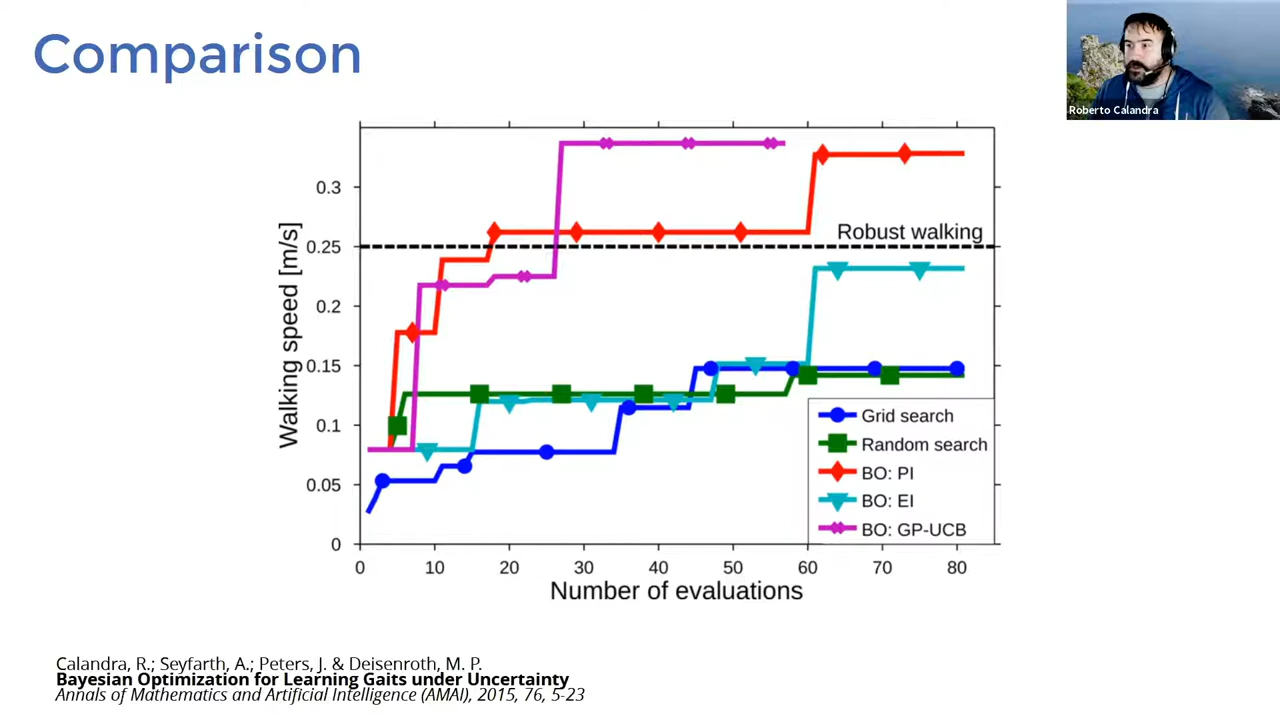 Comparison
Roberto Calandra
Walking speed [m/s]
0.3
0.25
0.2
0.15
0.1
0.05
0
Robust walking
Grid search
Random search
BO: PI
BO: EI
BO: GP-UCB
0 10 20 30 40 50 60 70 80
Number of evaluations
Calandra, R.; Seyfarth, A.; Peters, J. & Deisenroth, M. P.
Bayesian Optimization for Learning Gaits under Uncertainty
Annals of Mathematics and Artificial Intelligence (AMAI), 2015, 76, 5-23